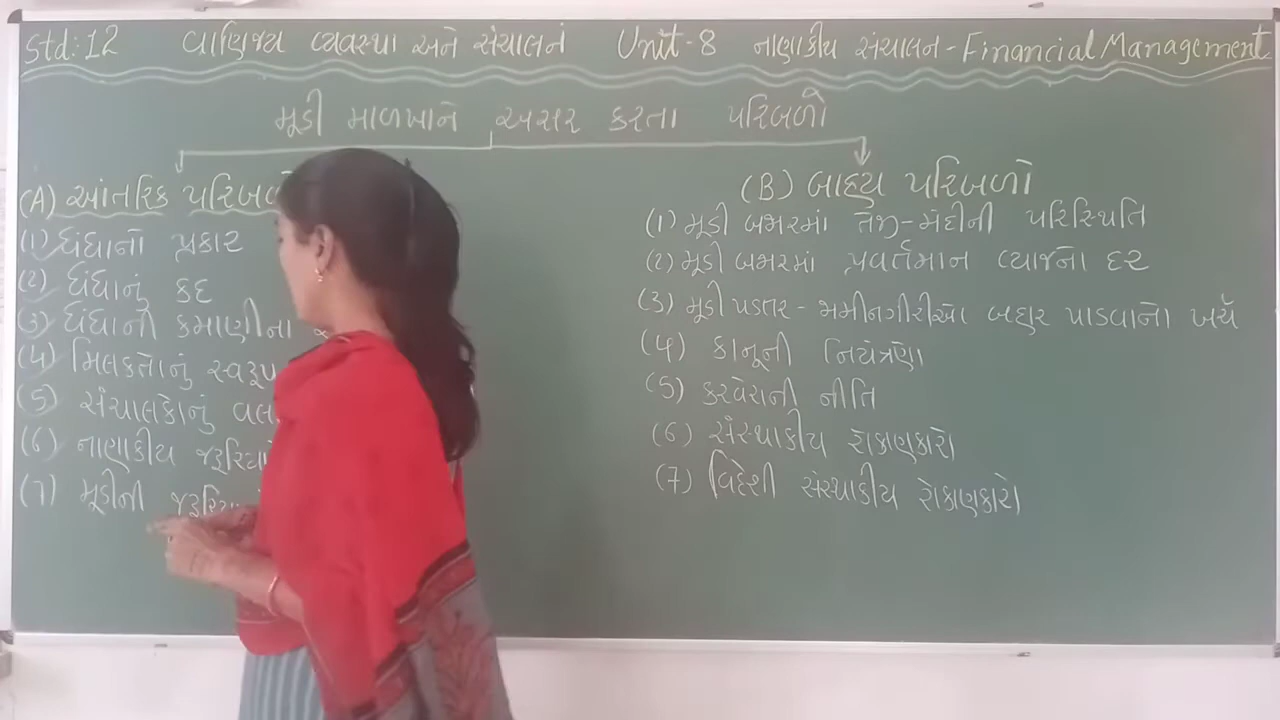 Std: 12 વાણિજ્ય વ્યવસ્થા અને સંચાલન Unit-8 નાણાકીય સંચાલન - Financial Management
મૂડી માળખાને અસર કરતા પરિબળો
(A) આંતરિક પરિબળ
(1) ધંધાનો પ્રકાર
(2) ધંધાનું કદ
(3) ધંધાની કમાણીના
(4) મિલકતોનું સ્વરૂપ
(5) સંચાલકોનું વલ
(6) નાણાકીય જરૂરિયા
(7) મૂડીની જરૂરિયા
(B) બાહ્ય પરિબળો
(1) મૂડી બજારમાં તેજી-મંદીની પરિસ્થિતિ
(2) મૂડી બજારમાં પ્રવર્તમાન વ્યાજનો દર
(3) મૂડી પડતર - જામીનગીરીઓ બહાર પાડવાનો ખર્ચ
(4) કાનૂની નિયંત્રણો
(5) કરવેરાની નીતિ
(6) સંસ્થાકીય રોકાણકારો
(7) વિદેશી સંસ્થાકીય રોકાણકારો